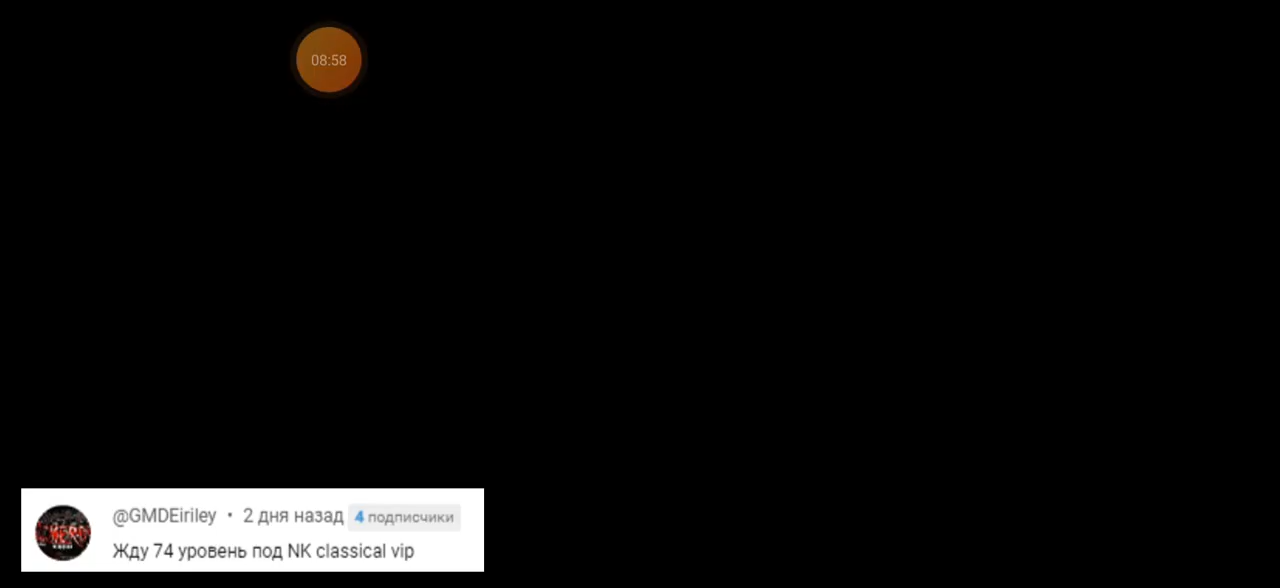 08:58
@GMDEiriley • 2 дня назад 4 подписчики
Жду 74 уровень под NK classical vip